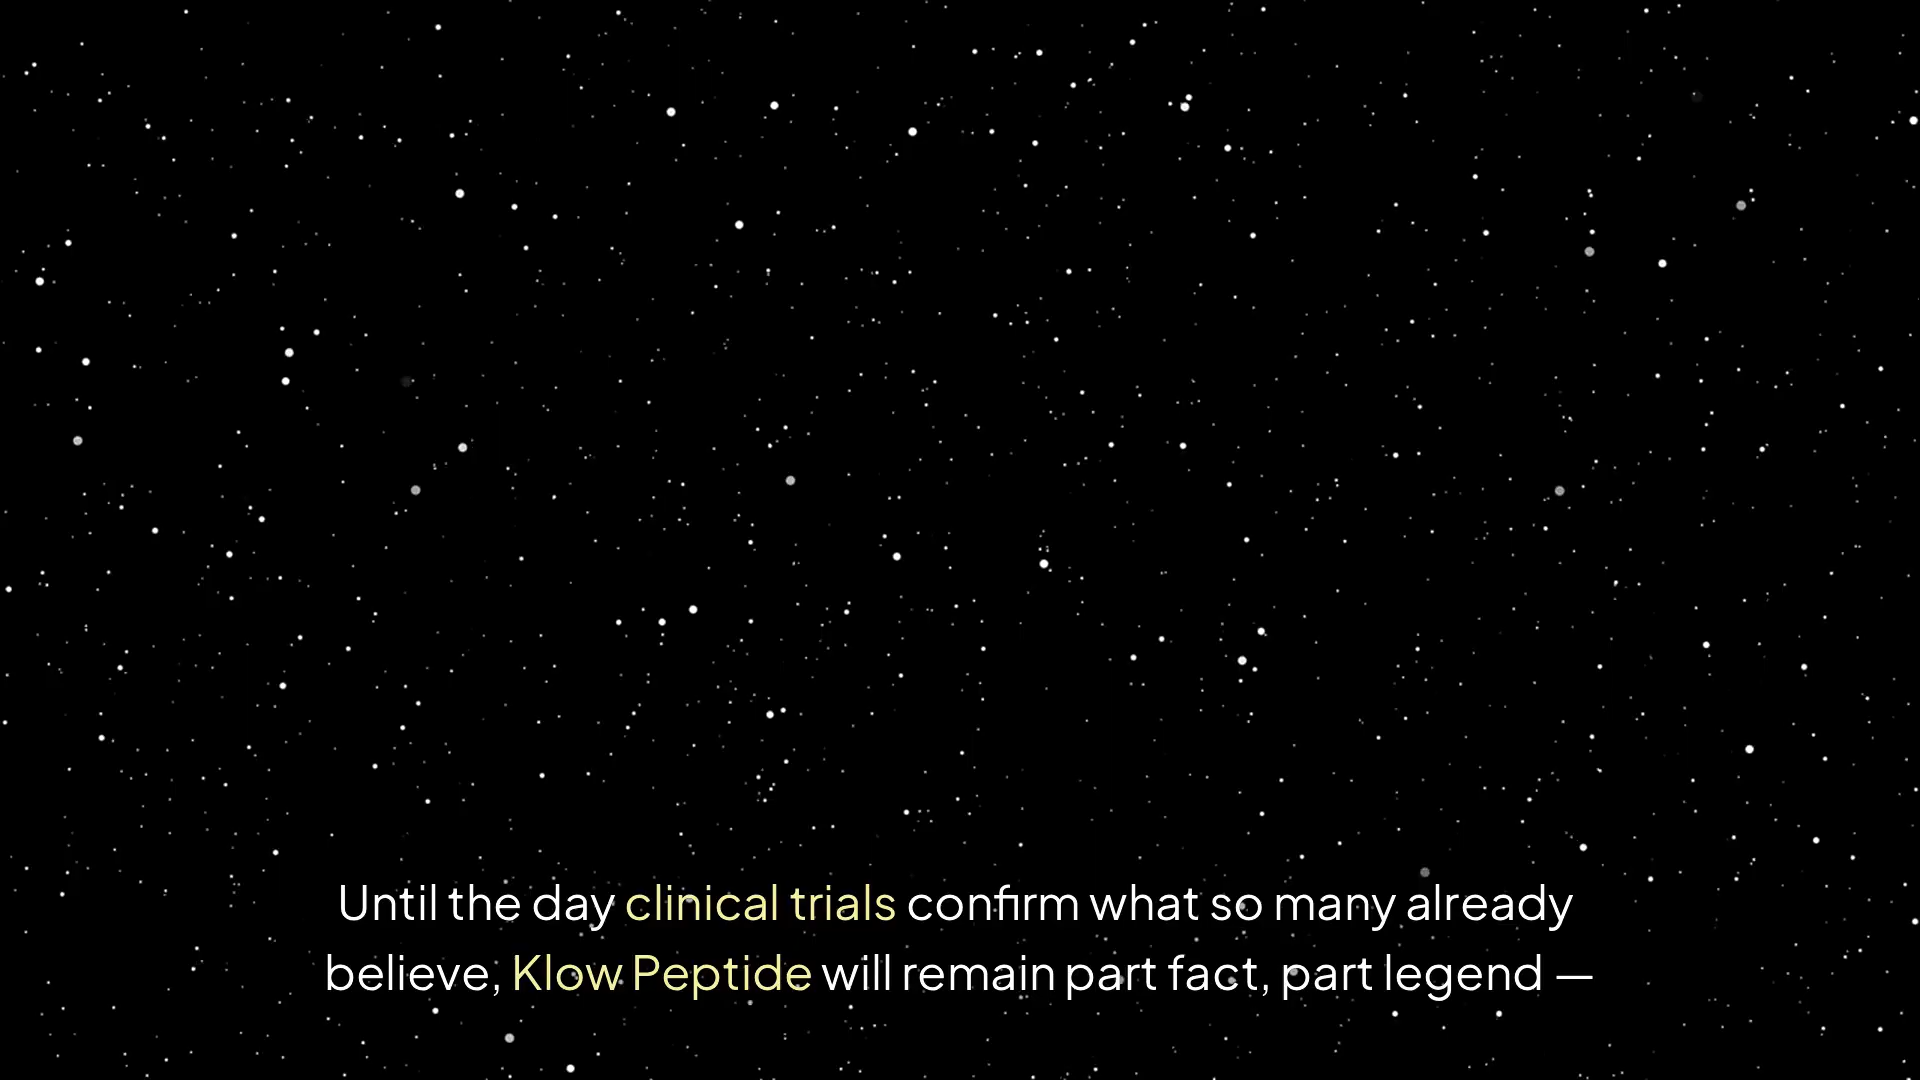 Until the day clinical trials confirm what so many already
believe, Klow Peptide will remain part fact, part legend —